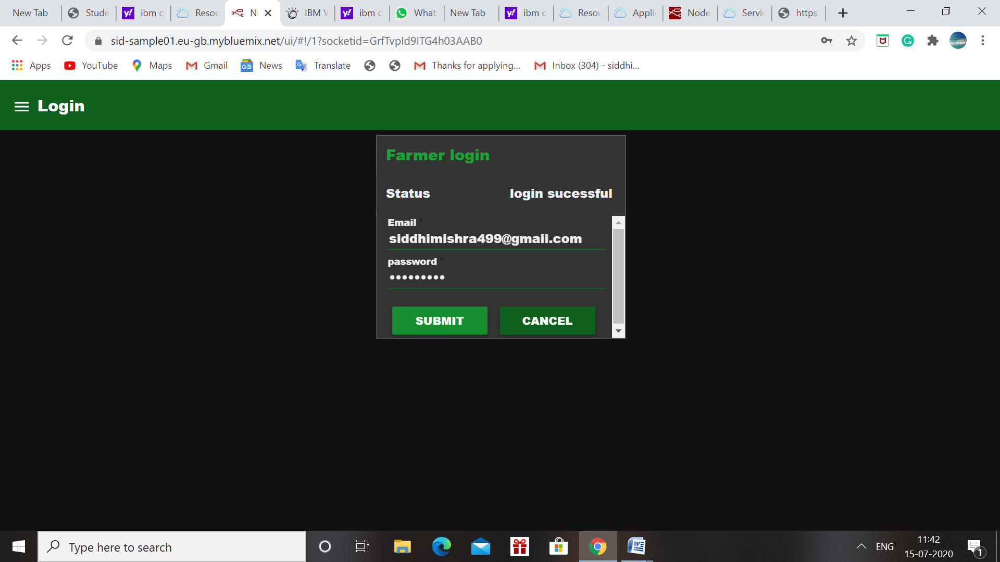 New Tab
Stude
ibm c
Resou
N
IBM W
ibm c
What
New Tab
ibm c
Resou
Applic
Node
Servic
https:
sid-sample01.eu-gb.mybluemix.net/ui/#!/1?socketid=GrfTvpId9ITG4h03AAB0
Apps
YouTube
Maps
Gmail
News
Translate
Thanks for applying...
Inbox (304) - siddhi...
Login
Farmer login
Status login sucessful
Email *
siddhimishra499@gmail.com
password *
•••••••••
SUBMIT CANCEL
Type here to search
ENG
11:42
15-07-2020
1